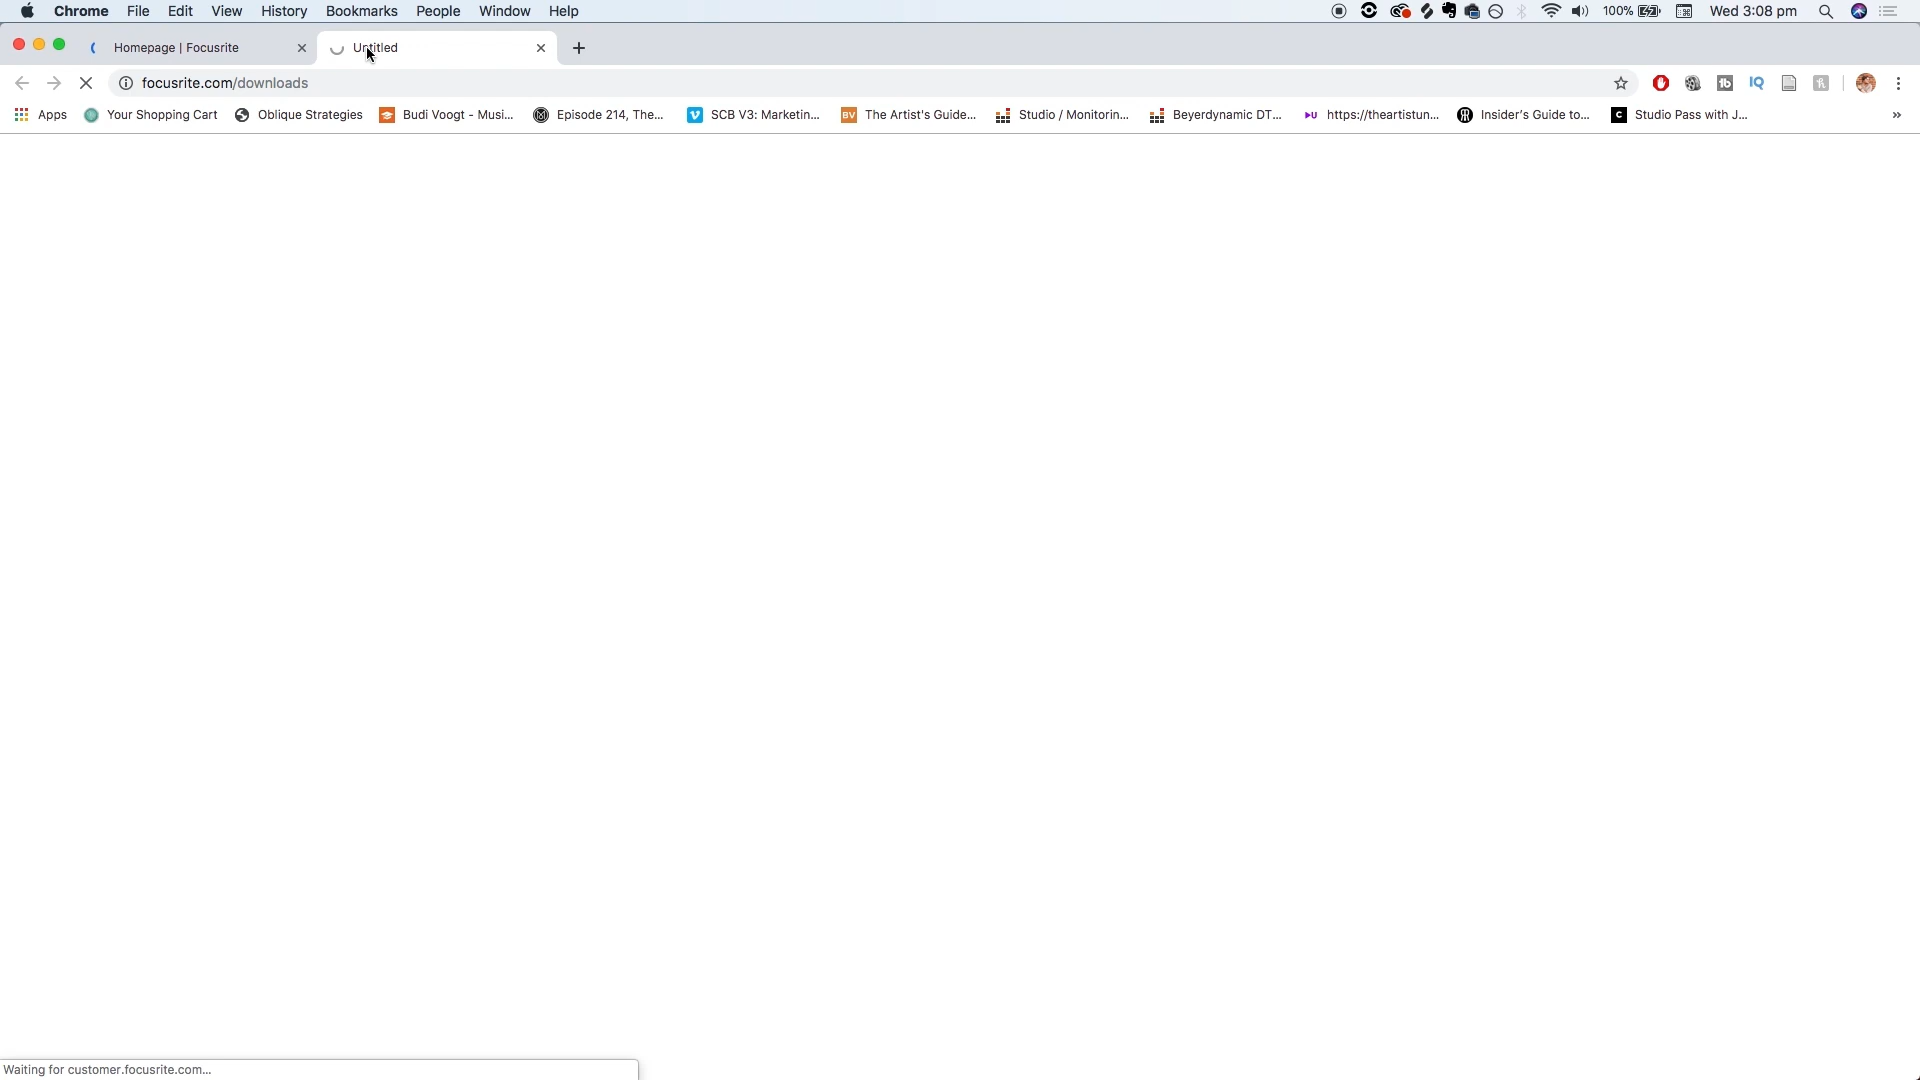 Chrome File Edit View History Bookmarks People Window Help 100% Wed 3:08 pm
Homepage | Focusrite Untitled
focusrite.com/downloads
Apps Your Shopping Cart Oblique Strategies Budi Voogt - Musi... Episode 214, The... SCB V3: Marketin... BV The Artist's Guide... Studio / Monitorin... Beyerdynamic DT... https://theartistun... Insider's Guide to... Studio Pass with J... »
Waiting for customer.focusrite.com...